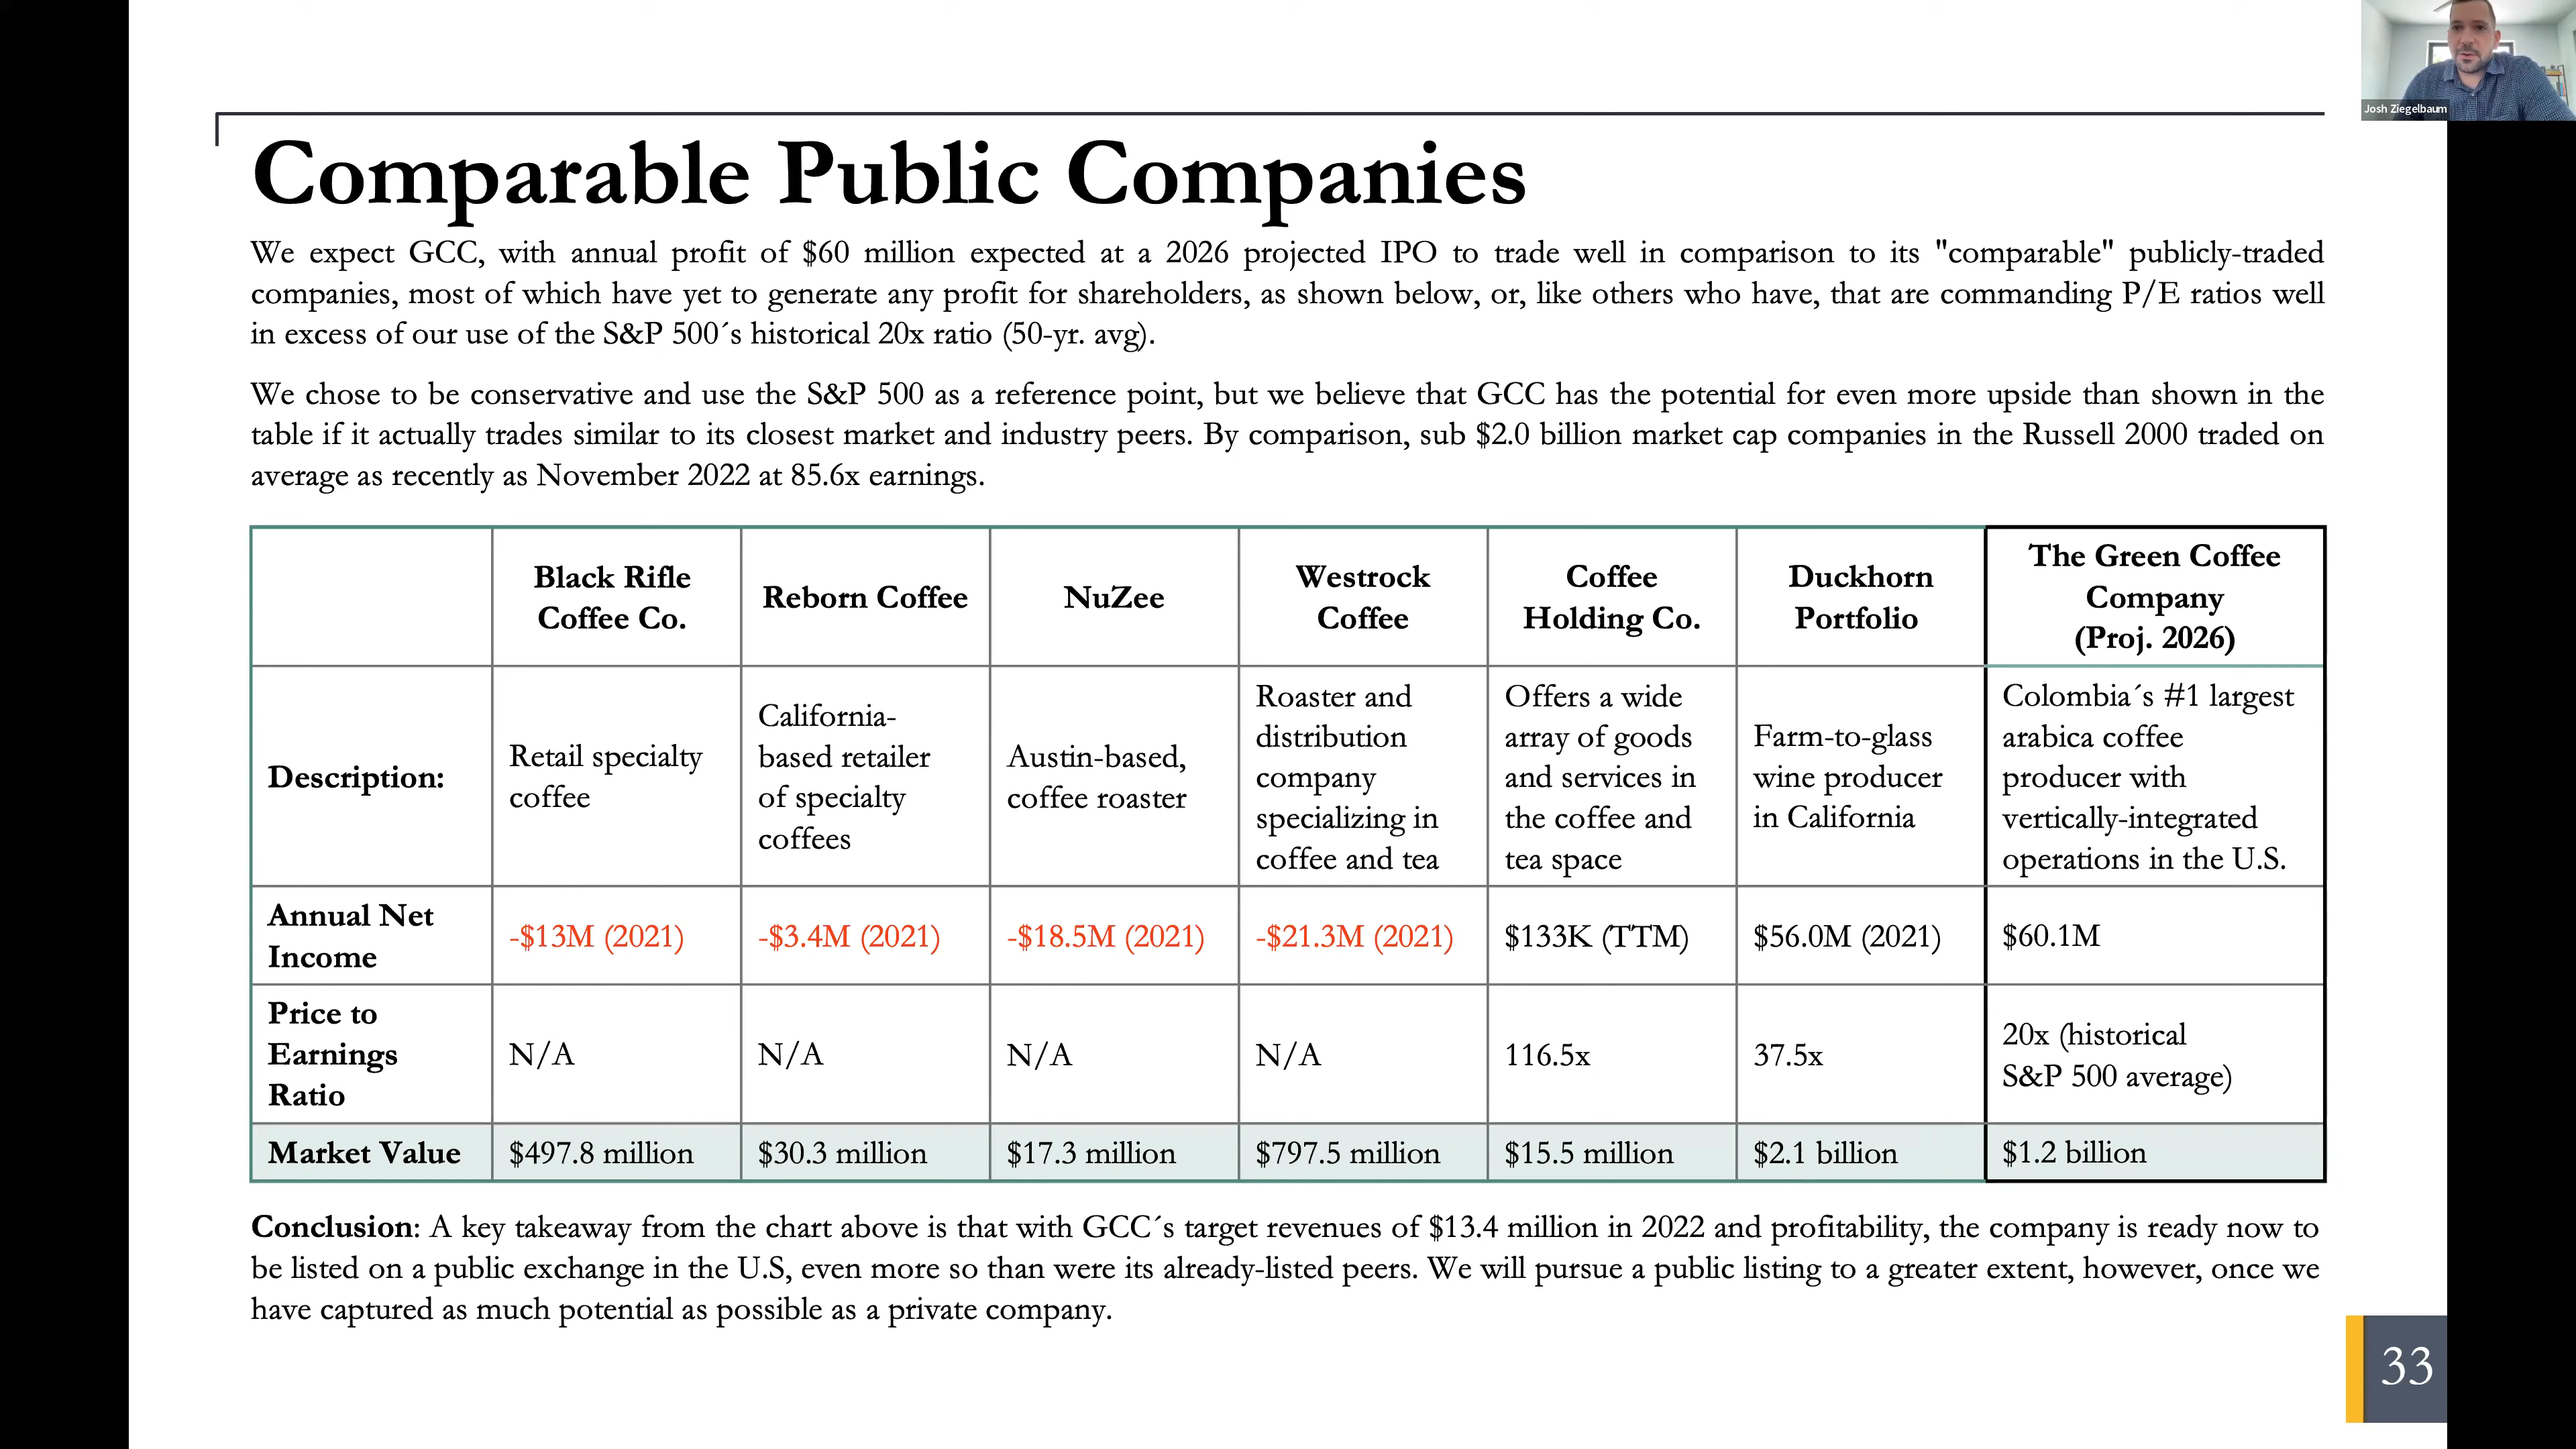 Josh Ziegelbaum
Comparable Public Companies
We expect GCC, with annual profit of $60 million expected at a 2026 projected IPO to trade well in comparison to its "comparable" publicly-traded
companies, most of which have yet to generate any profit for shareholders, as shown below, or, like others who have, that are commanding P/E ratios well
in excess of our use of the S&P 500´s historical 20x ratio (50-yr. avg).
We chose to be conservative and use the S&P 500 as a reference point, but we believe that GCC has the potential for even more upside than shown in the
table if it actually trades similar to its closest market and industry peers. By comparison, sub $2.0 billion market cap companies in the Russell 2000 traded on
average as recently as November 2022 at 85.6x earnings.
Black Rifle
Coffee Co.
Reborn Coffee
NuZee
Westrock
Coffee
Coffee
Holding Co.
Duckhorn
Portfolio
The Green Coffee
Company
(Proj. 2026)
Description:
Retail specialty
coffee
California-
based retailer
of specialty
coffees
Austin-based,
coffee roaster
Roaster and
distribution
company
specializing in
coffee and tea
Offers a wide
array of goods
and services in
the coffee and
tea space
Farm-to-glass
wine producer
in California
Colombia´s #1 largest
arabica coffee
producer with
vertically-integrated
operations in the U.S.
Annual Net
Income
-$13M (2021)
-$3.4M (2021)
-$18.5M (2021)
-$21.3M (2021)
$133K (TTM)
$56.0M (2021)
$60.1M
Price to
Earnings
Ratio
N/A
N/A
N/A
N/A
116.5x
37.5x
20x (historical
S&P 500 average)
Market Value
$497.8 million
$30.3 million
$17.3 million
$797.5 million
$15.5 million
$2.1 billion
$1.2 billion
Conclusion: A key takeaway from the chart above is that with GCC´s target revenues of $13.4 million in 2022 and profitability, the company is ready now to
be listed on a public exchange in the U.S, even more so than were its already-listed peers. We will pursue a public listing to a greater extent, however, once we
have captured as much potential as possible as a private company.
33